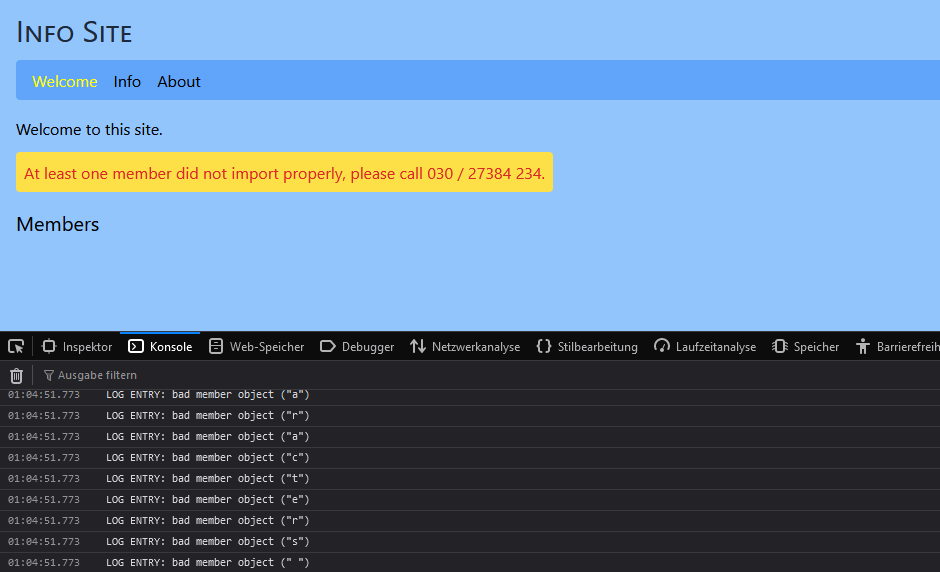 Info Site
Welcome Info About
Welcome to this site.
At least one member did not import properly, please call 030 / 27384 234.
Members
Inspektor Konsole Web-Speicher Debugger Netzwerkanalyse Stilbearbeitung Laufzeitanalyse Speicher Barrierefreih
Ausgabe filtern
01:04:51.773 LOG ENTRY: bad member object ("a")
01:04:51.773 LOG ENTRY: bad member object ("r")
01:04:51.773 LOG ENTRY: bad member object ("a")
01:04:51.773 LOG ENTRY: bad member object ("c")
01:04:51.773 LOG ENTRY: bad member object ("t")
01:04:51.773 LOG ENTRY: bad member object ("e")
01:04:51.773 LOG ENTRY: bad member object ("r")
01:04:51.773 LOG ENTRY: bad member object ("s")
01:04:51.773 LOG ENTRY: bad member object (" ")